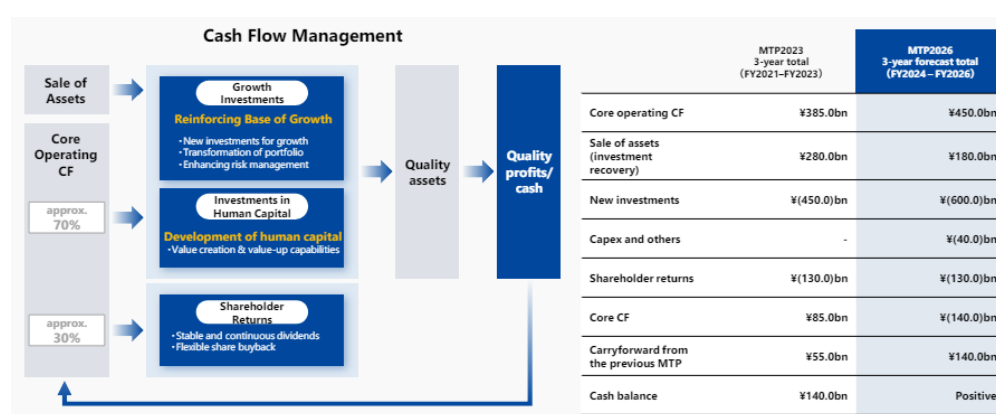 Cash Flow Management
Sale of
Assets
Core
Operating
CF
approx.
70%
approx.
30%
Growth
Investments
Reinforcing Base of Growth
・New investments for growth
・Transformation of portfolio
・Enhancing risk management
Investments in
Human Capital
Development of human capital
・Value creation & value-up capabilities
Shareholder
Returns
・Stable and continuous dividends
・Flexible share buyback
Quality
assets
Quality
profits/
cash
MTP2023
3-year total
(FY2021–FY2023)
MTP2026
3-year forecast total
(FY2024 – FY2026)
Core operating CF ¥385.0bn ¥450.0bn
Sale of assets
(investment
recovery) ¥280.0bn ¥180.0bn
New investments ¥(450.0)bn ¥(600.0)bn
Capex and others - ¥(40.0)bn
Shareholder returns ¥(130.0)bn ¥(130.0)bn
Core CF ¥85.0bn ¥(140.0)bn
Carryforward from
the previous MTP ¥55.0bn ¥140.0bn
Cash balance ¥140.0bn Positive